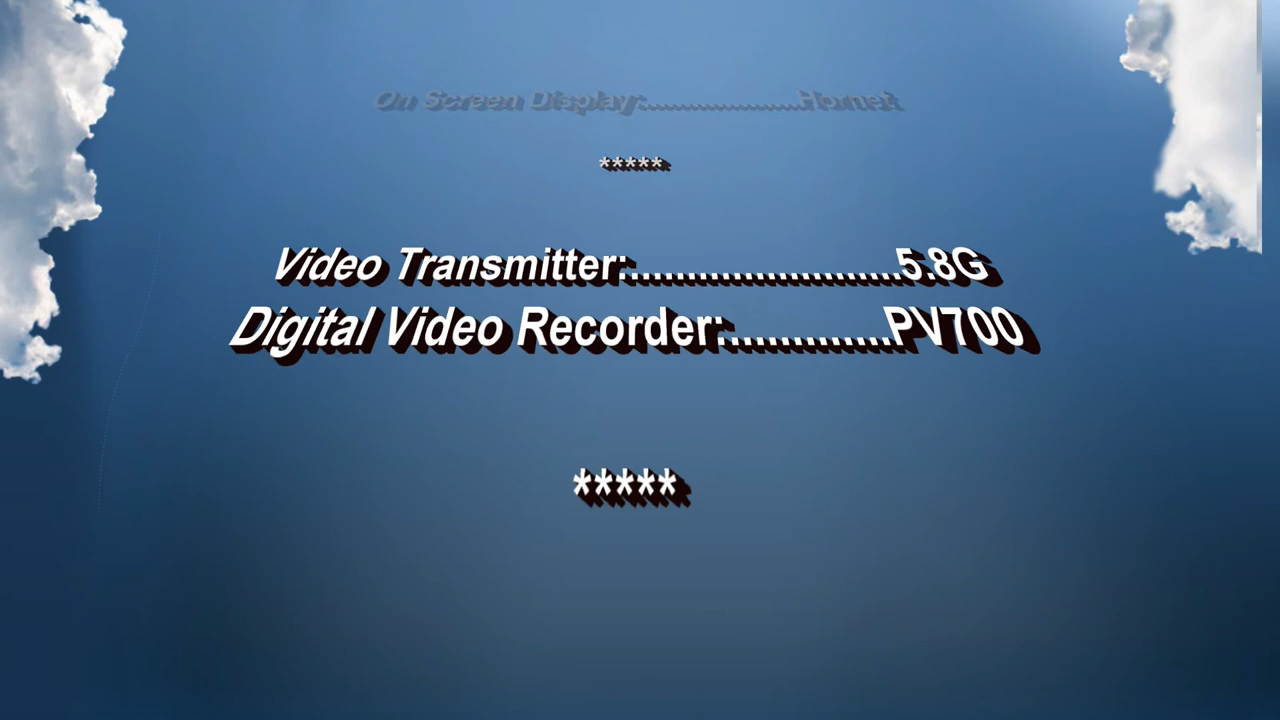 On Screen Display:......................Hornet
*****
Video Transmitter:..........................5.8G
Digital Video Recorder:.............PV700
*****